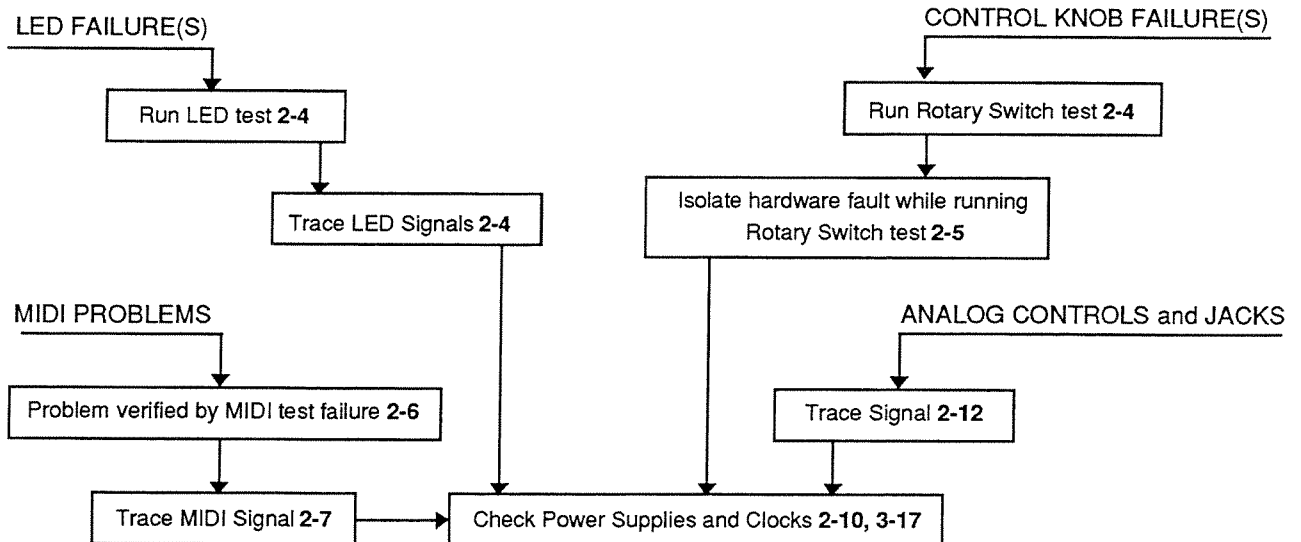 LED FAILURE(S)
Run LED test 2-4
Trace LED Signals 2-4
CONTROL KNOB FAILURE(S)
Run Rotary Switch test 2-4
Isolate hardware fault while running
Rotary Switch test 2-5
MIDI PROBLEMS
Problem verified by MIDI test failure 2-6
Trace MIDI Signal 2-7
ANALOG CONTROLS and JACKS
Trace Signal 2-12
Check Power Supplies and Clocks 2-10, 3-17